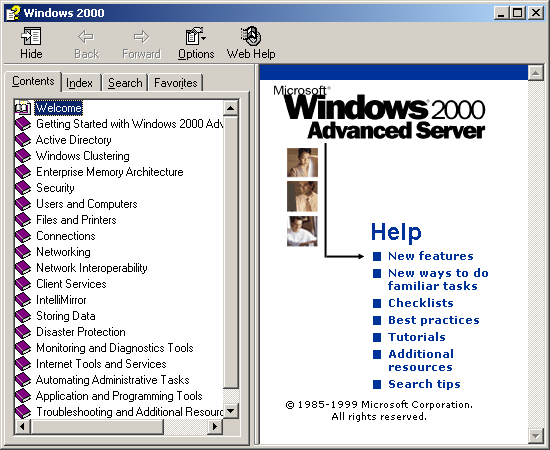 Windows 2000
Hide
Back
Forward
Options
Web Help
Contents
Index
Search
Favorites
Welcome
Getting Started with Windows 2000 Adv
Active Directory
Windows Clustering
Enterprise Memory Architecture
Security
Users and Computers
Files and Printers
Connections
Networking
Network Interoperability
Client Services
IntelliMirror
Storing Data
Disaster Protection
Monitoring and Diagnostics Tools
Internet Tools and Services
Automating Administrative Tasks
Application and Programming Tools
Troubleshooting and Additional Resourc
Microsoft®
Windows® 2000
Advanced Server
Help
New features
New ways to do
familiar tasks
Checklists
Best practices
Tutorials
Additional
resources
Search tips
© 1985-1999 Microsoft Corporation.
All rights reserved.